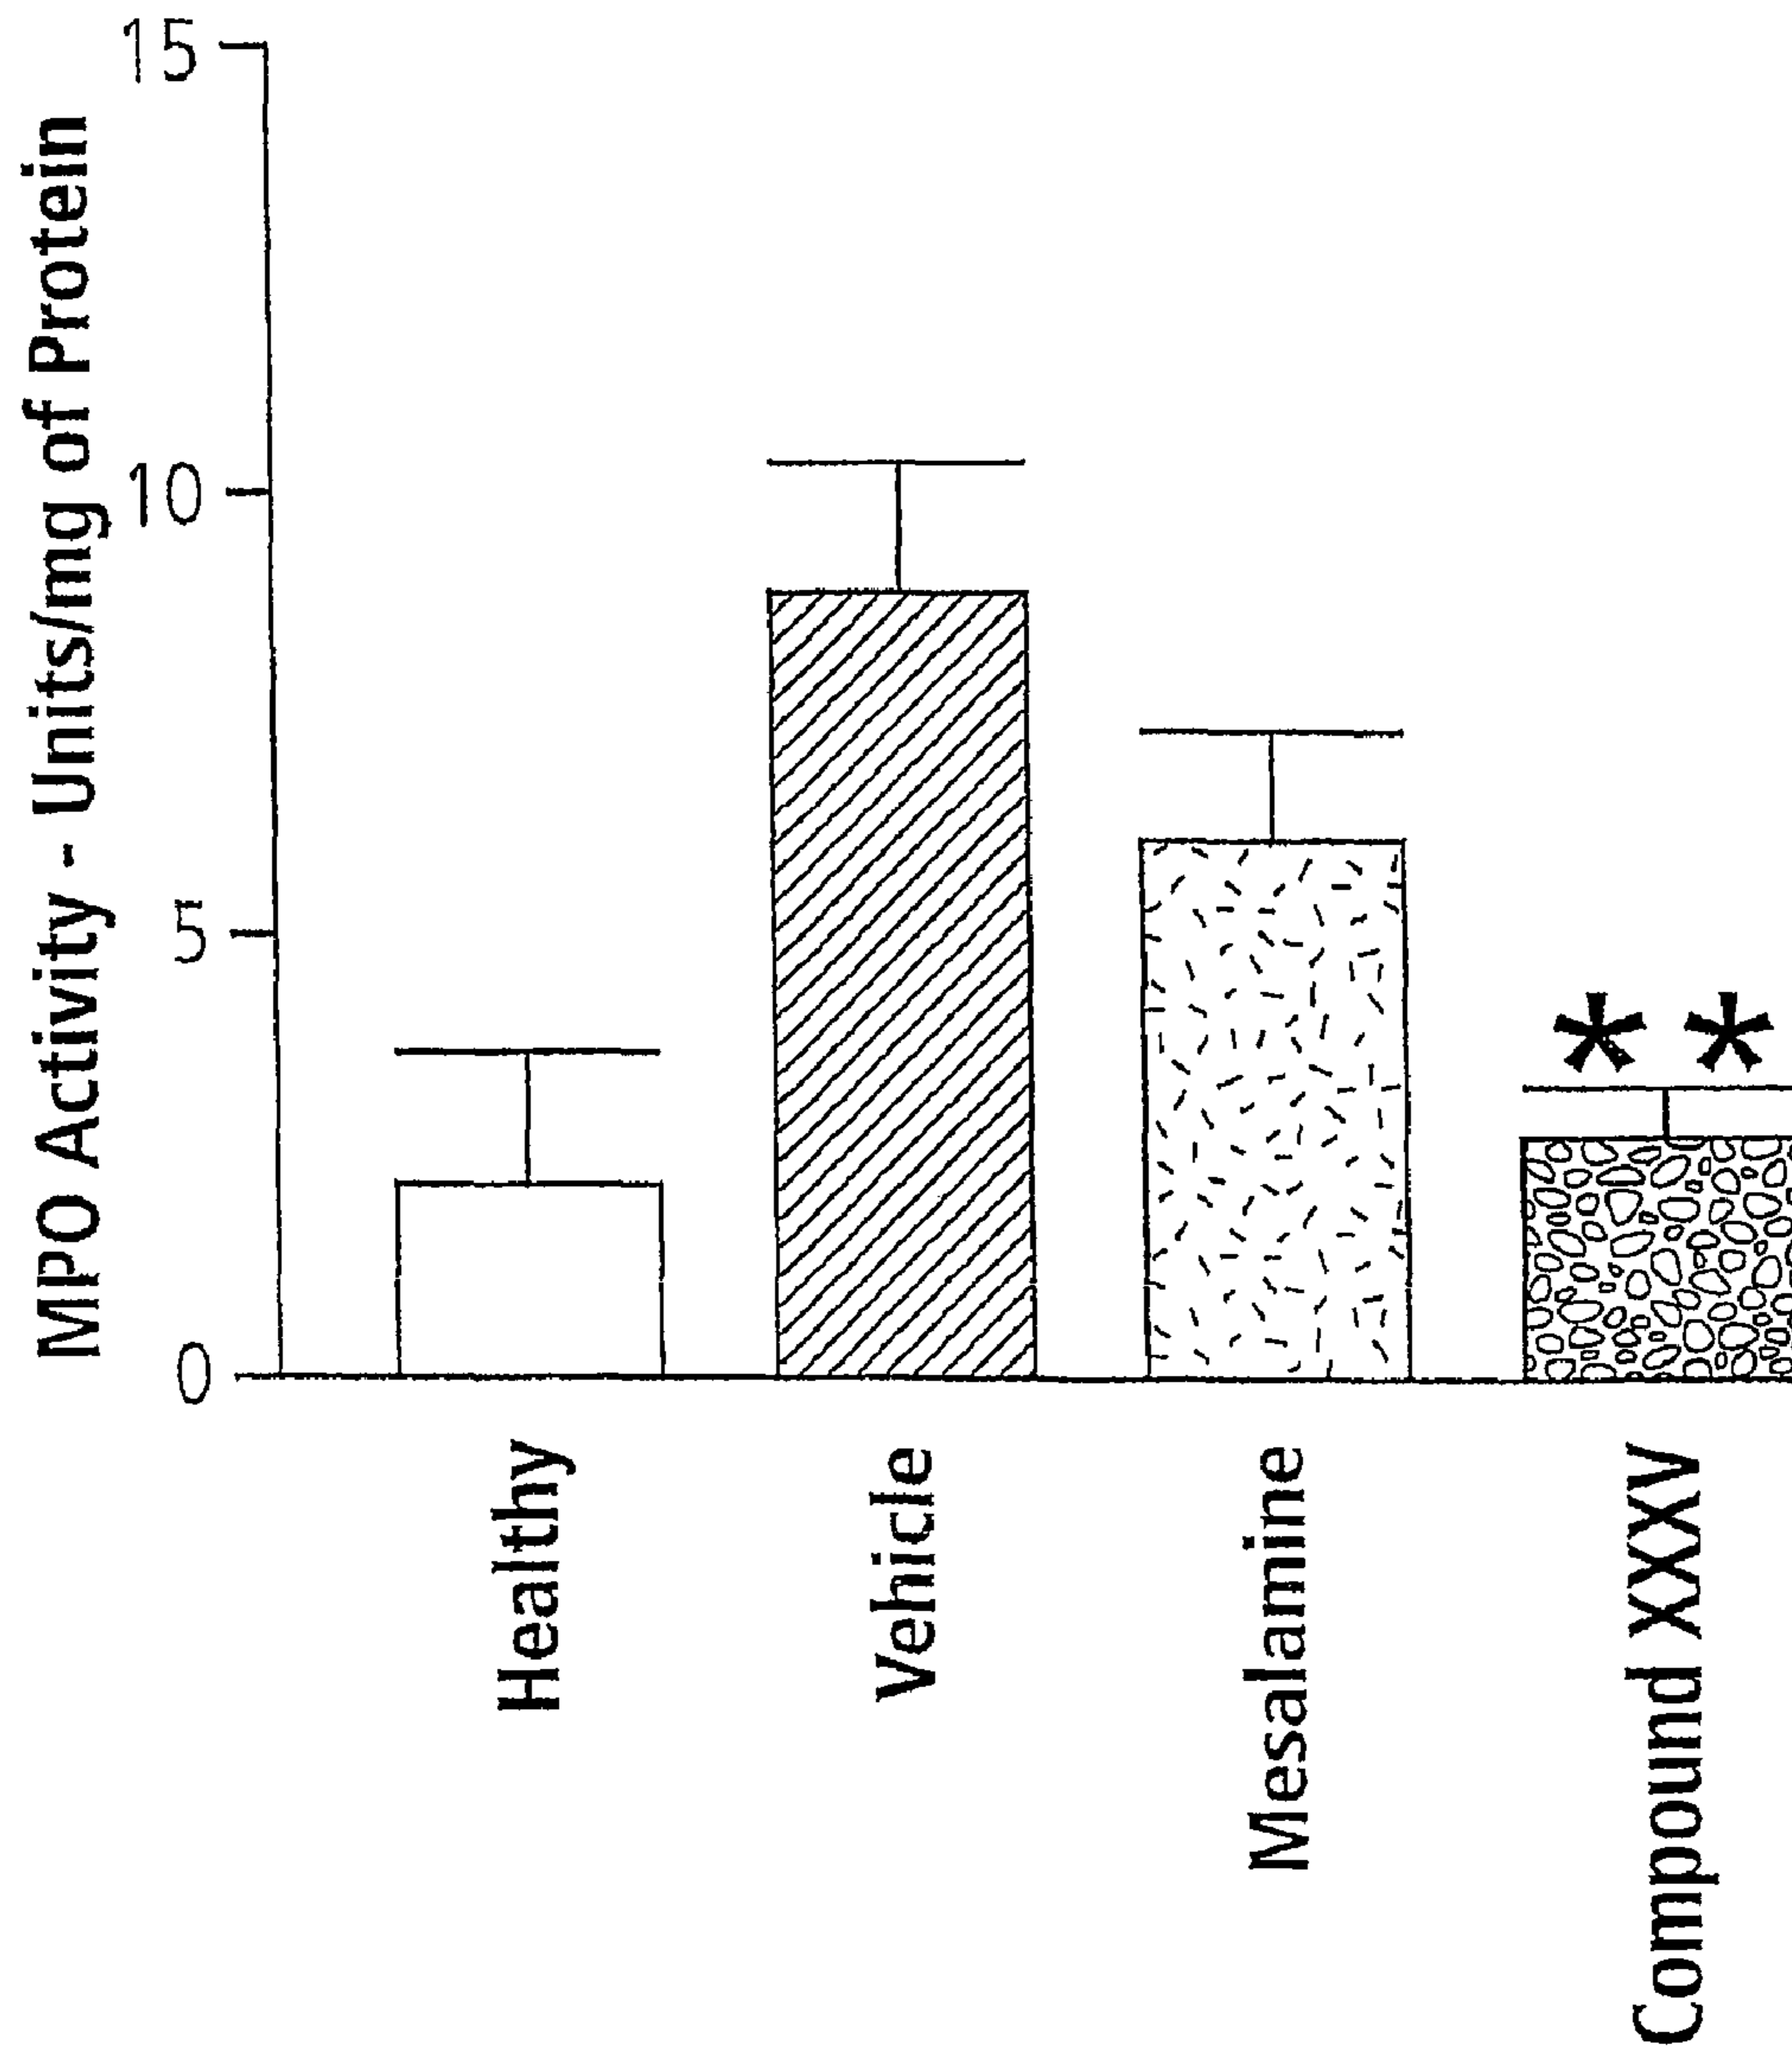 MPO Activity - Units/mg of Protein
15
10
5
0
**
Healthy
Vehicle
Mesalamine
Compound XXXV